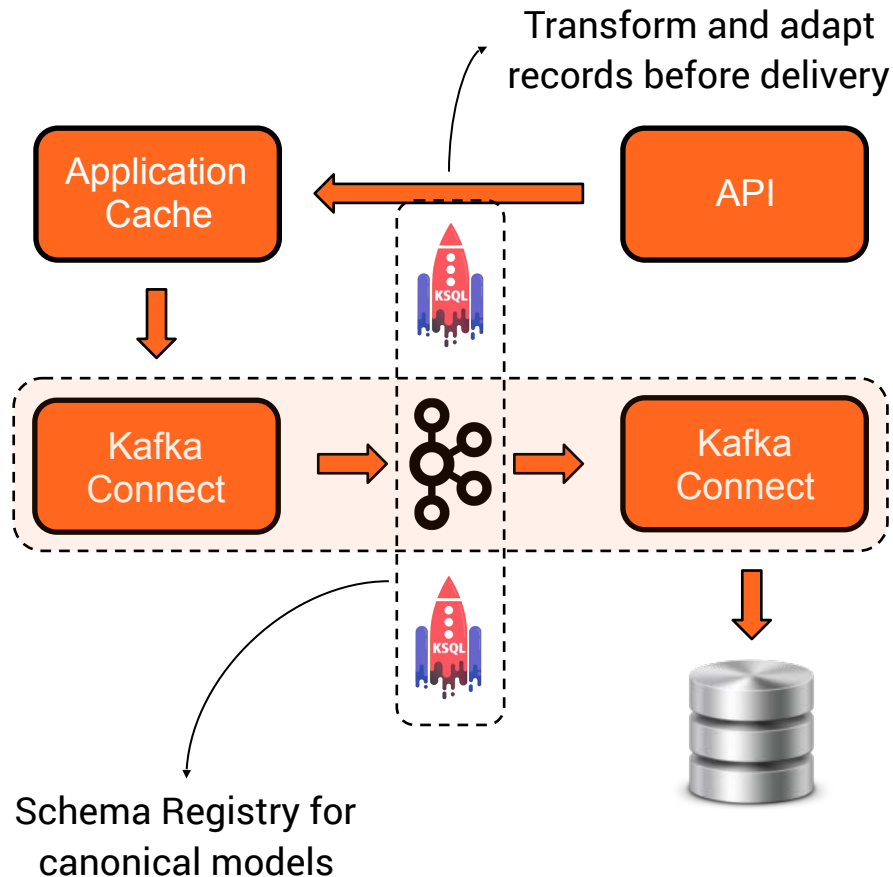 Transform and adapt
records before delivery
Application
Cache
API
KSQL
Kafka
Connect
Kafka
Connect
KSQL
Schema Registry for
canonical models